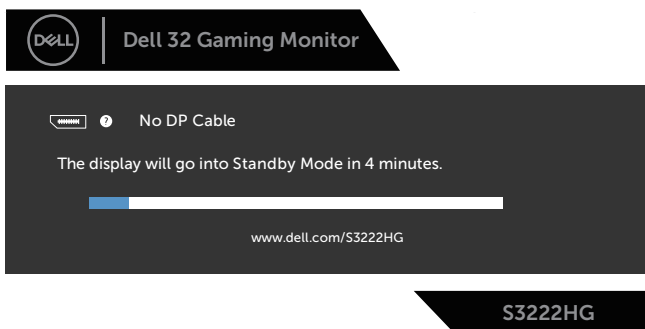 DELL
Dell 32 Gaming Monitor
? No DP Cable
The display will go into Standby Mode in 4 minutes.
www.dell.com/S3222HG
S3222HG